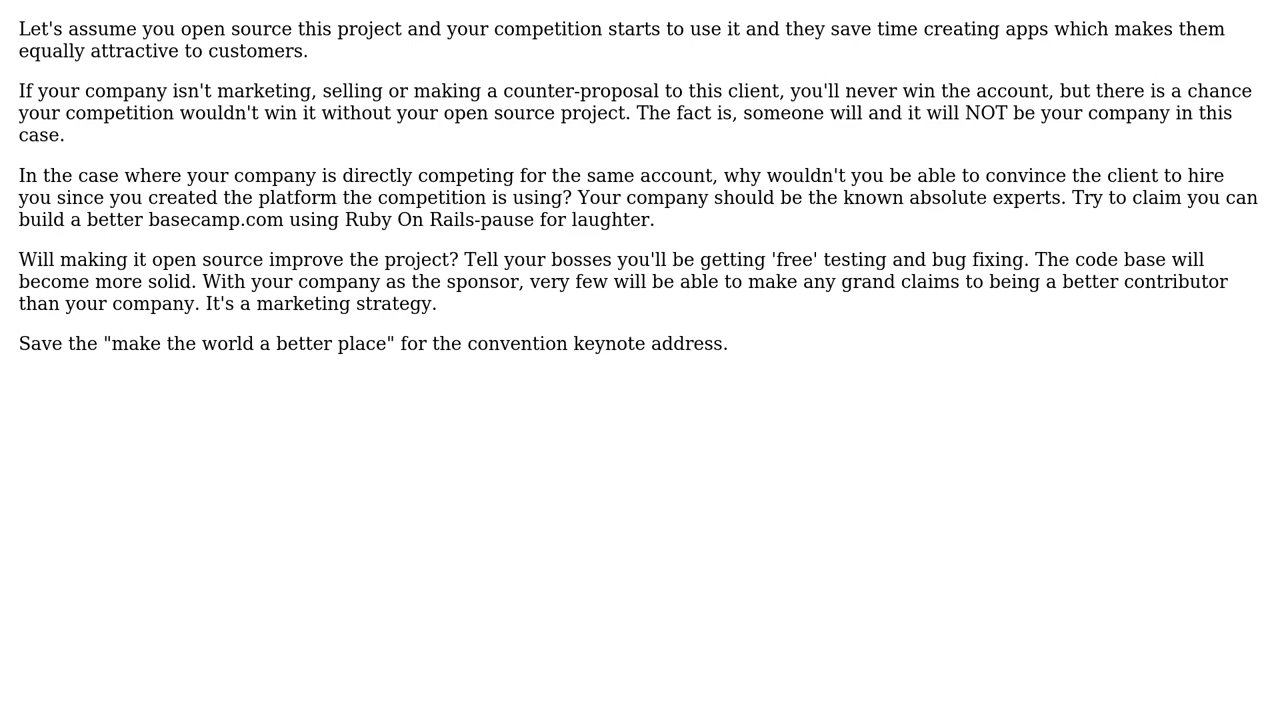 Let's assume you open source this project and your competition starts to use it and they save time creating apps which makes them
equally attractive to customers.
If your company isn't marketing, selling or making a counter-proposal to this client, you'll never win the account, but there is a chance
your competition wouldn't win it without your open source project. The fact is, someone will and it will NOT be your company in this
case.
In the case where your company is directly competing for the same account, why wouldn't you be able to convince the client to hire
you since you created the platform the competition is using? Your company should be the known absolute experts. Try to claim you can
build a better basecamp.com using Ruby On Rails-pause for laughter.
Will making it open source improve the project? Tell your bosses you'll be getting 'free' testing and bug fixing. The code base will
become more solid. With your company as the sponsor, very few will be able to make any grand claims to being a better contributor
than your company. It's a marketing strategy.
Save the "make the world a better place" for the convention keynote address.